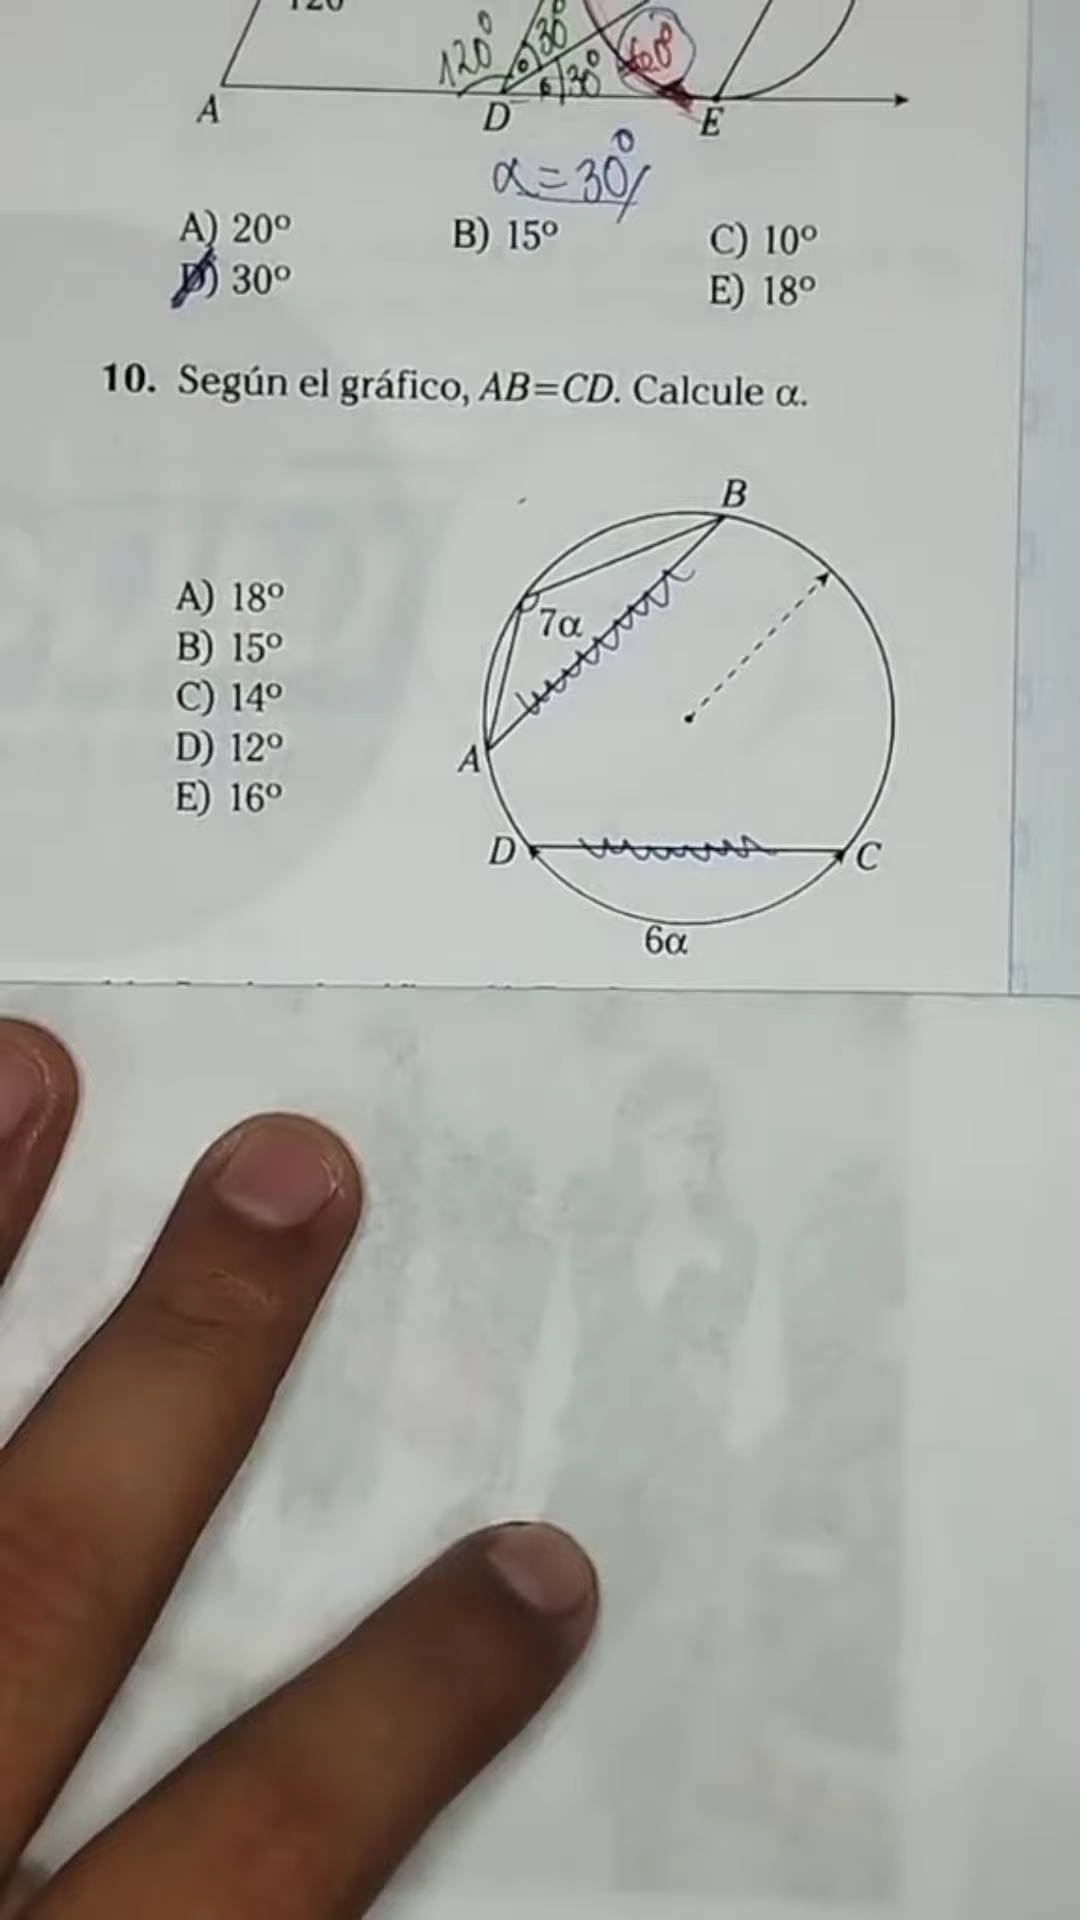 120°
30°
30°
60°
A
D
E
α = 30°
A) 20°
B) 15°
C) 10°
D) 30°
E) 18°
10. Según el gráfico, AB=CD. Calcule α.
B
A) 18°
B) 15°
C) 14°
D) 12°
E) 16°
7α
A
D
C
6α